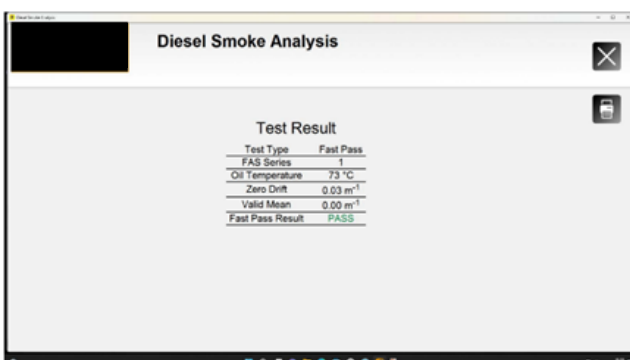 Diesel Smoke Analysis
Test Result
Test Type Fast Pass
FAS Series 1
Oil Temperature 73 °C
Zero Drift 0.03 m⁻¹
Valid Mean 0.00 m⁻¹
Fast Pass Result PASS